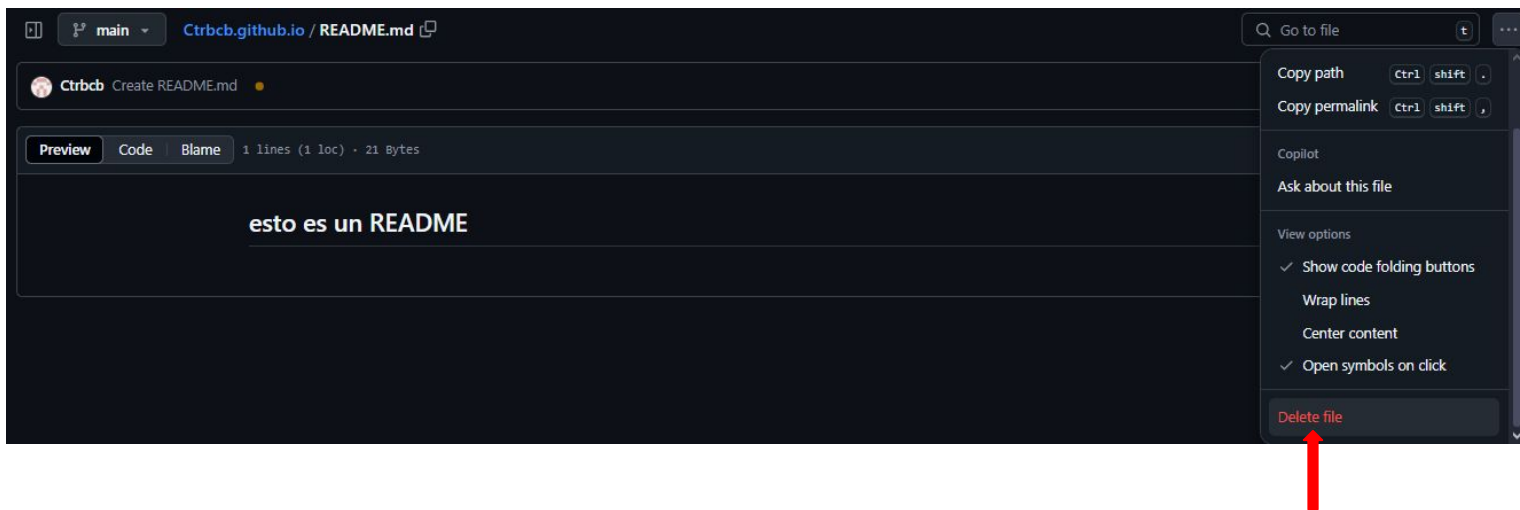 main
Ctrbcb.github.io / README.md
Go to file t
Ctrbcb Create README.md
Preview Code Blame 1 lines (1 loc) · 21 Bytes
esto es un README
Copy path Ctrl shift .
Copy permalink Ctrl shift ,
Copilot
Ask about this file
View options
Show code folding buttons
Wrap lines
Center content
Open symbols on click
Delete file